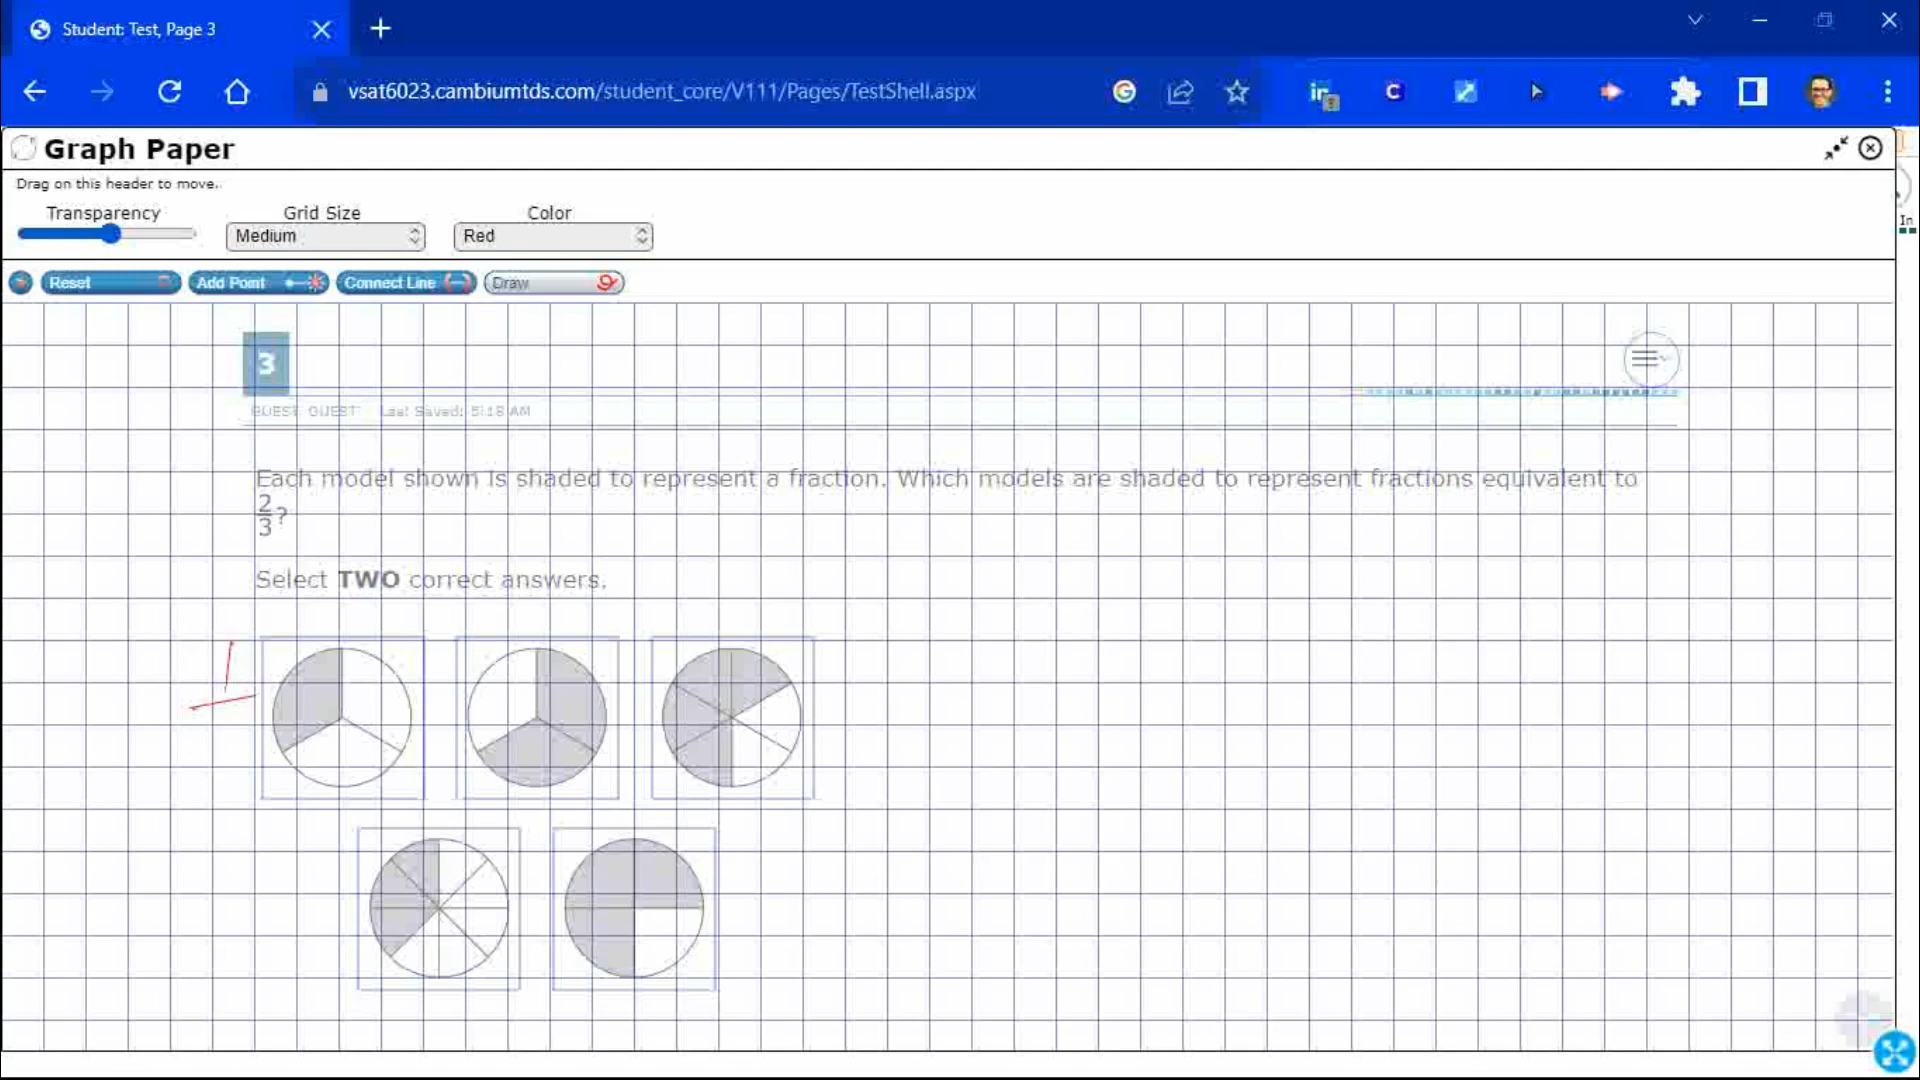 Student: Test, Page 3
vsat6023.cambiumtds.com/student_core/V111/Pages/TestShell.aspx
Graph Paper
Drag on this header to move.
Transparency
Grid Size
Color
Medium
Red
Reset
Add Point
Connect Line
Draw
In
3
GUEST, GUEST Last Saved: 5:18 AM
Each model shown is shaded to represent a fraction. Which models are shaded to represent fractions equivalent to
2
3?
Select TWO correct answers.